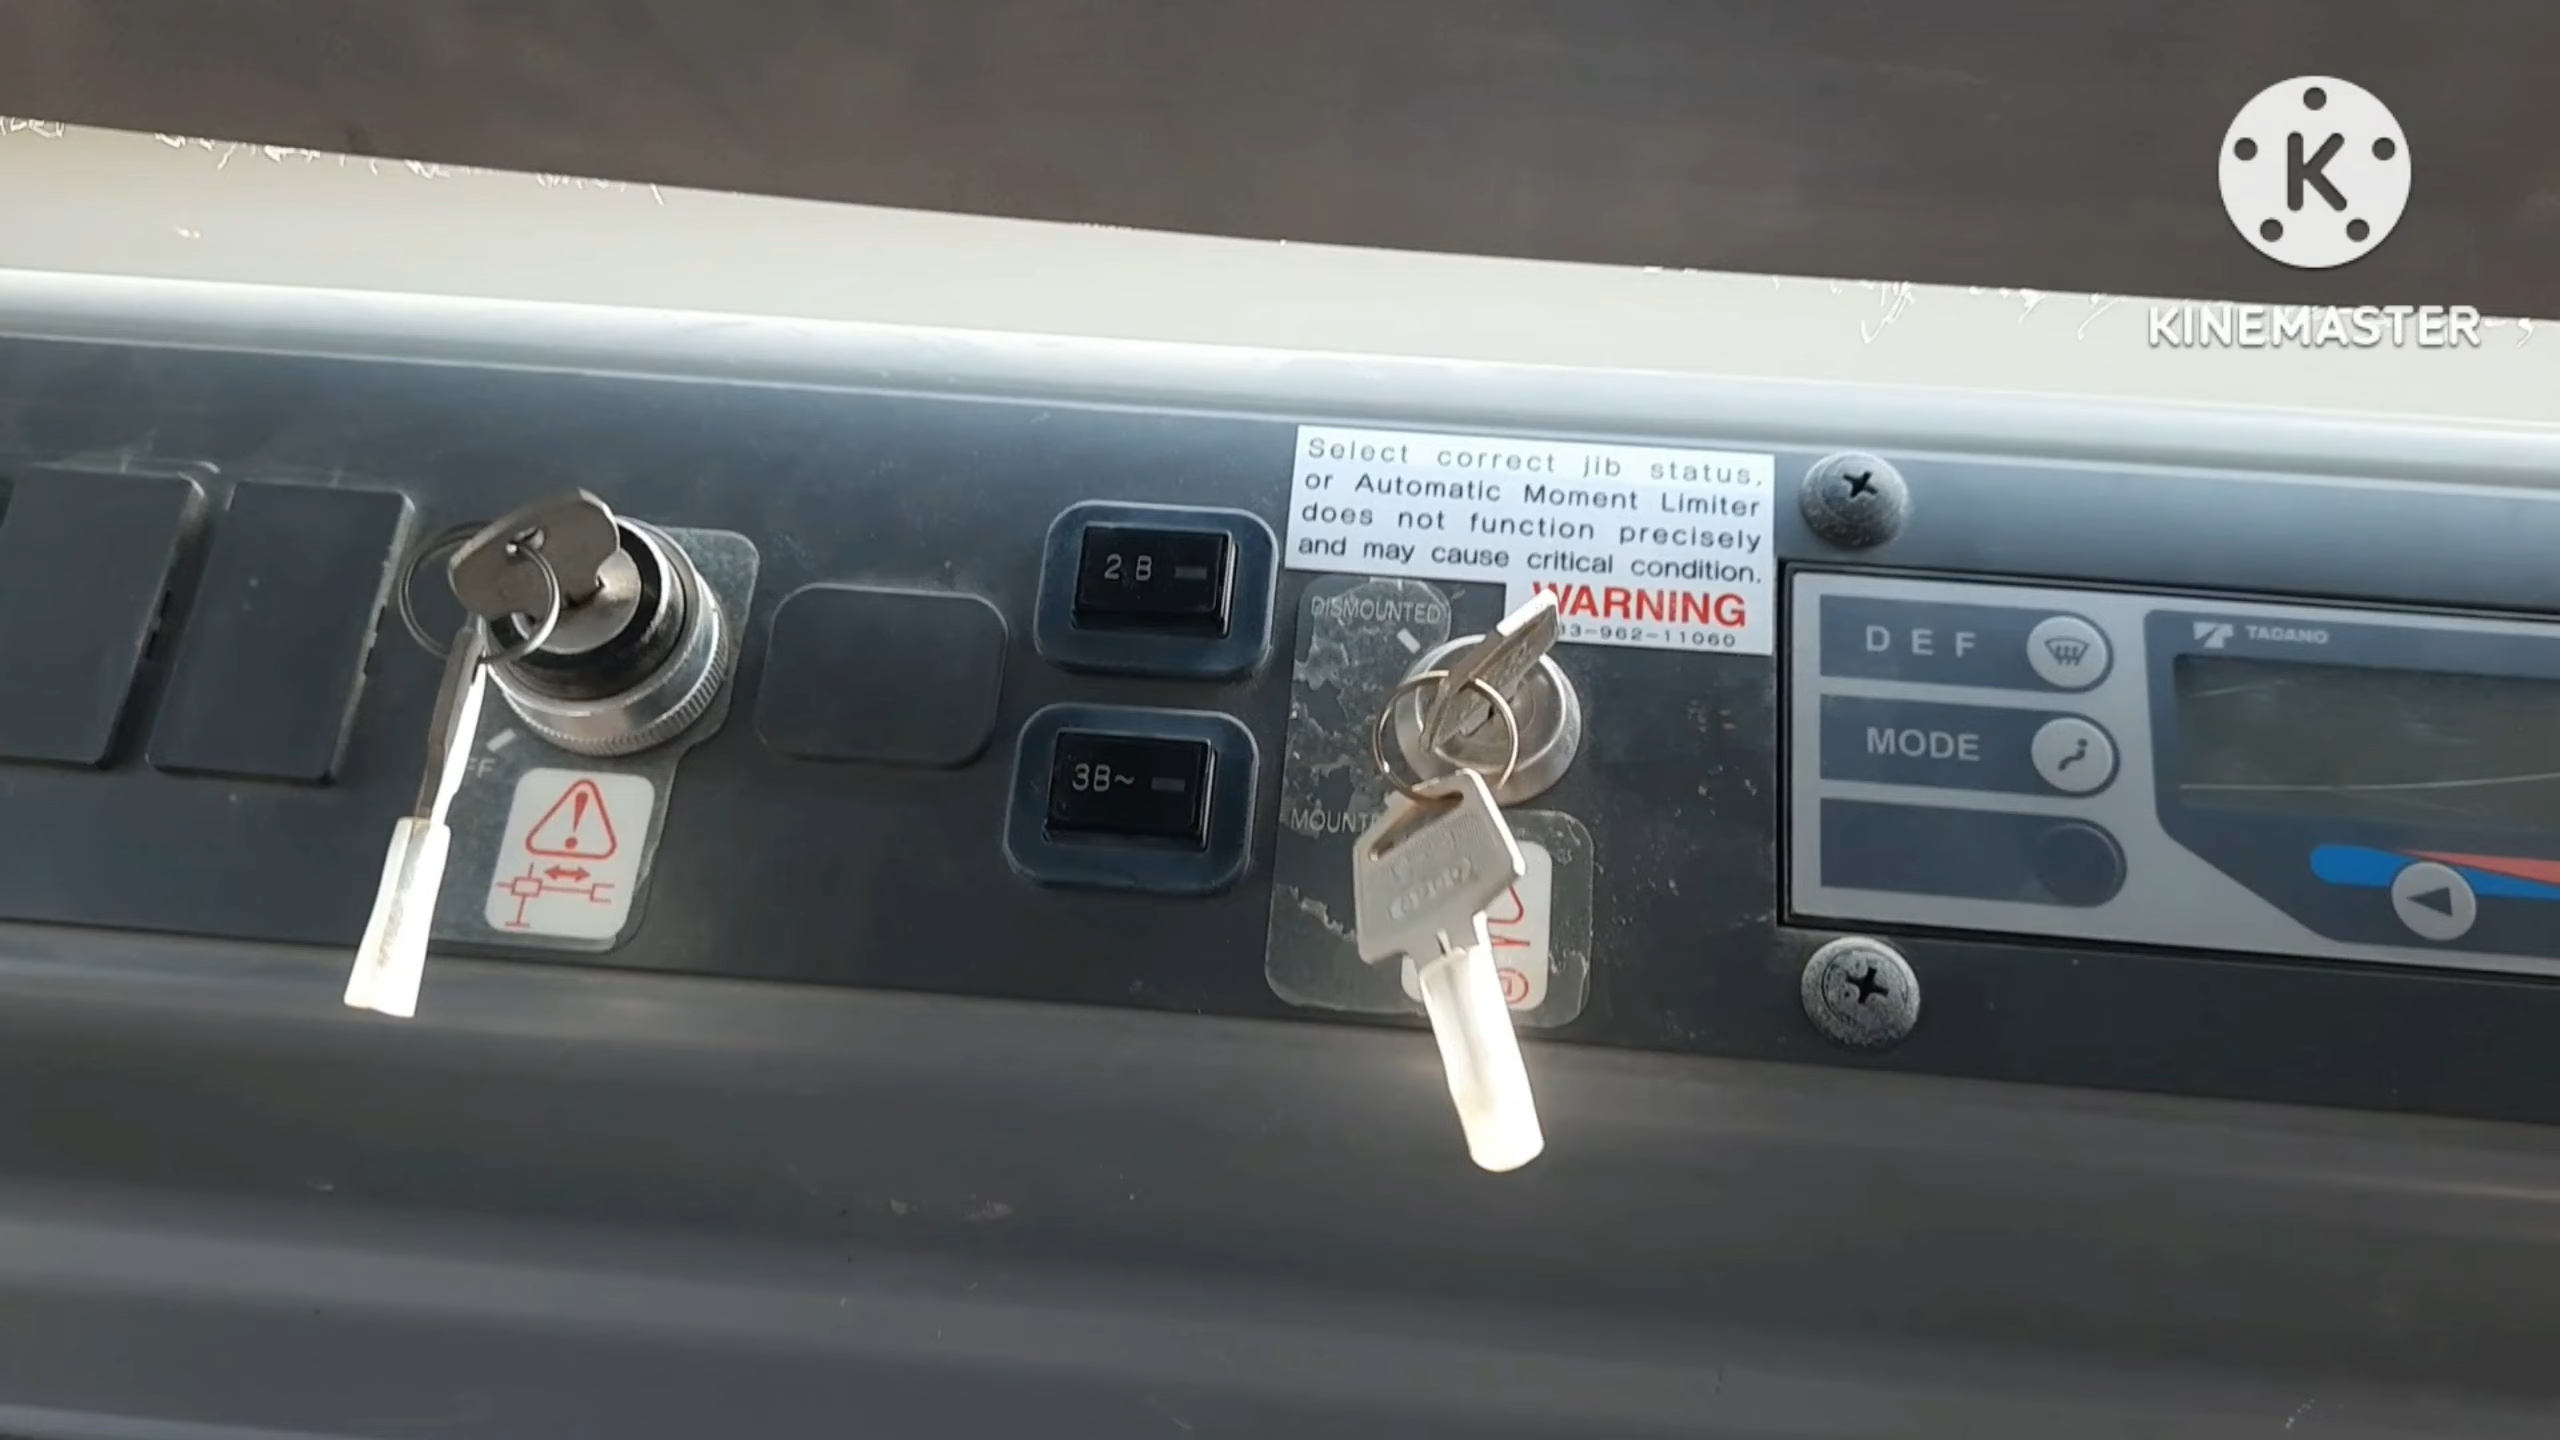 KINEMASTER
Select correct jib status,
or Automatic Moment Limiter
does not function precisely
and may cause critical condition.
WARNING
2B
DISMOUNTED
DEF
TADANO
MODE
3B~